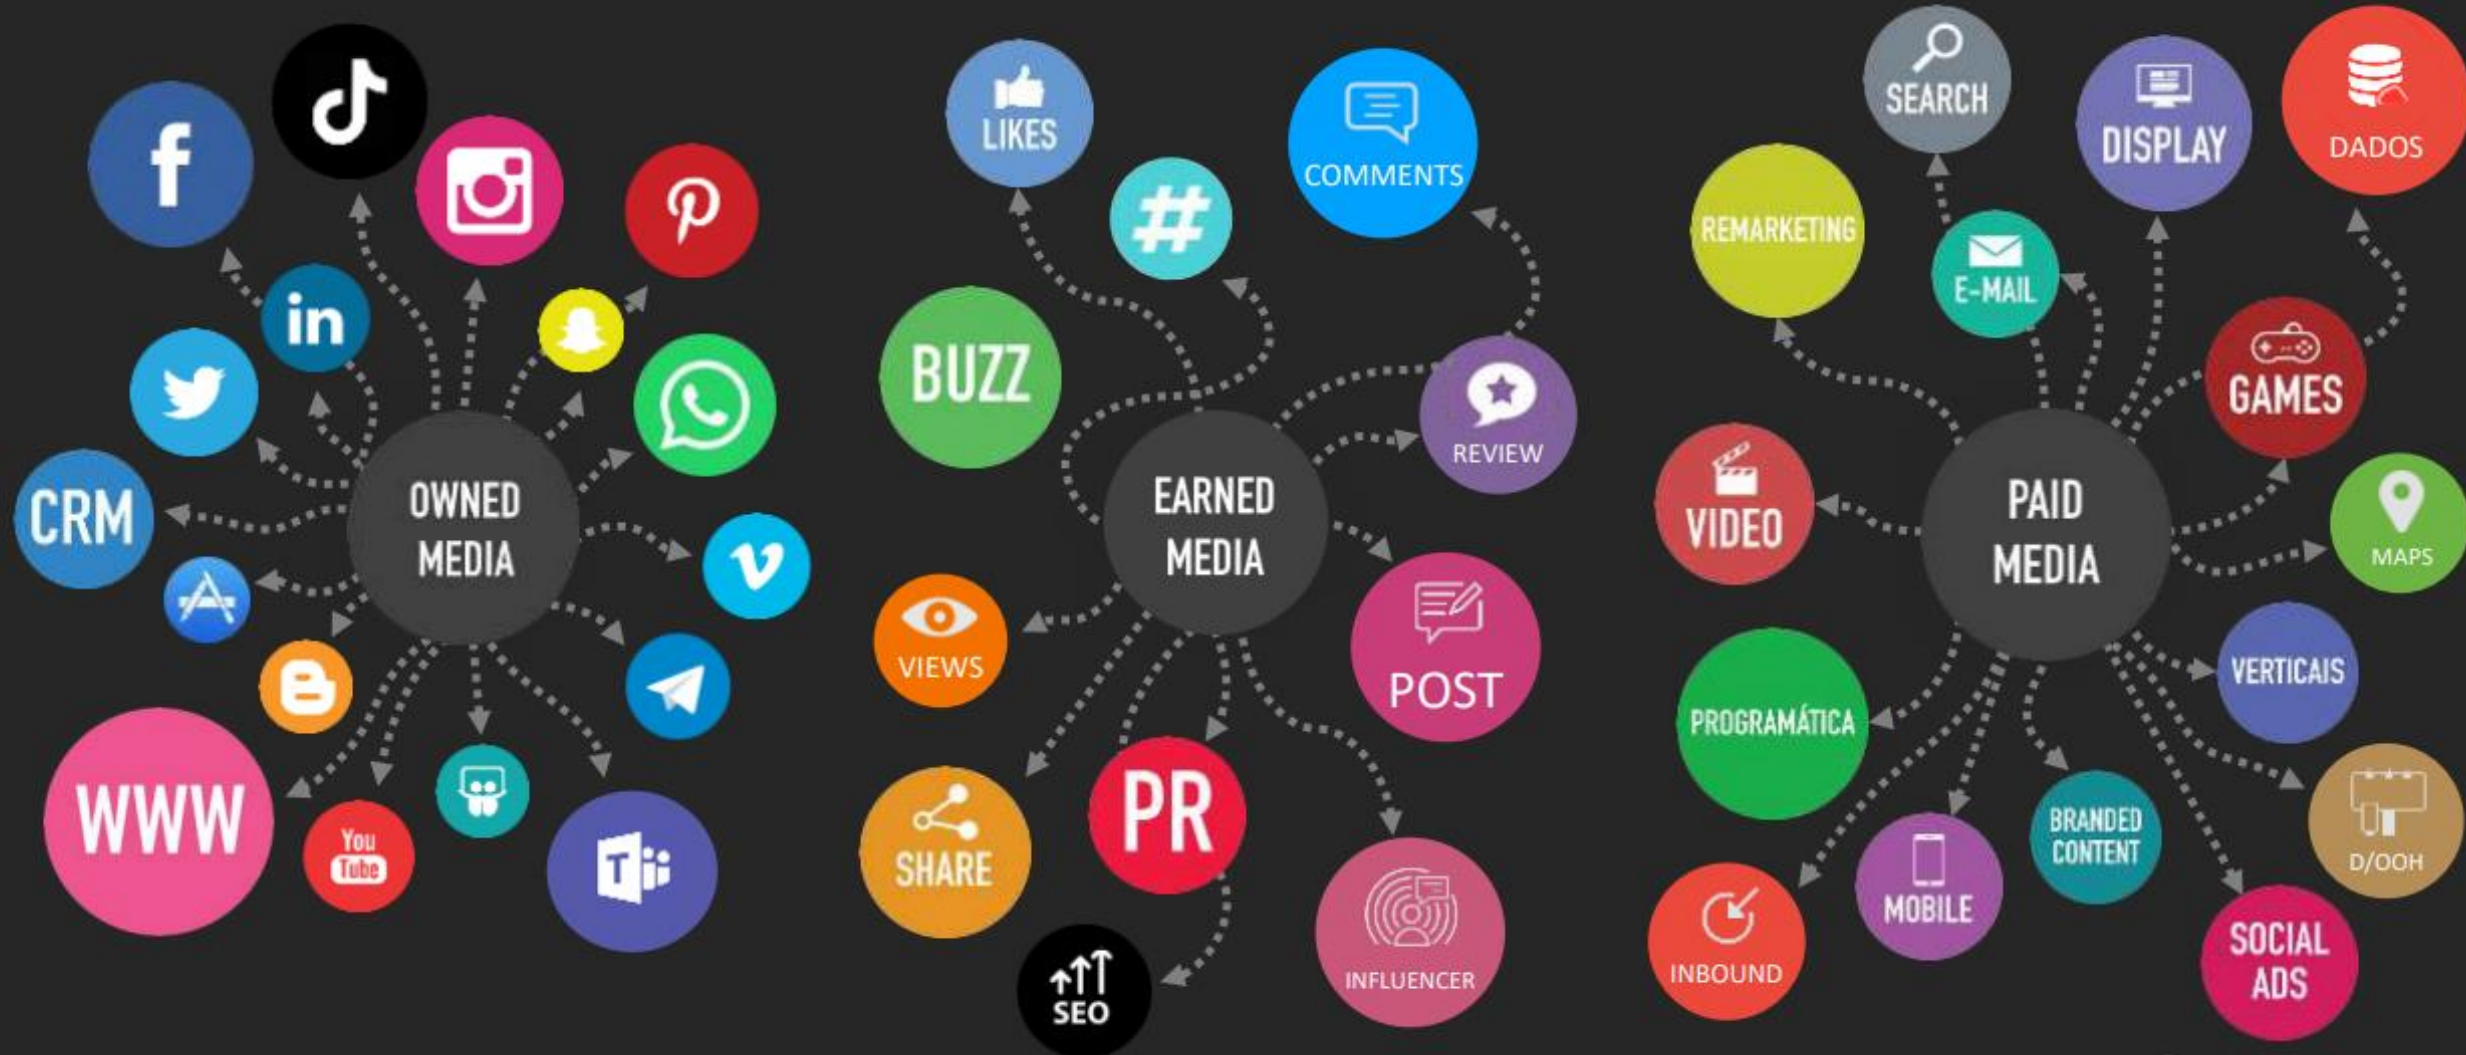 f
in
CRM
WWW
You
Tube
T
OWNED
MEDIA
LIKES
#
COMMENTS
BUZZ
REVIEW
EARNED
MEDIA
VIEWS
POST
SHARE
PR
SEO
INFLUENCER
SEARCH
DISPLAY
DADOS
REMARKETING
E-MAIL
GAMES
VIDEO
PAID
MEDIA
MAPS
PROGRAMÁTICA
VERTICAIS
BRANDED
CONTENT
D/OOH
MOBILE
INBOUND
SOCIAL
ADS